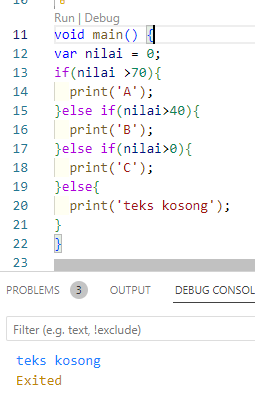 Run | Debug
11 void main() {
12 var nilai = 0;
13 if(nilai >70){
14 print('A');
15 }else if(nilai>40){
16 print('B');
17 }else if(nilai>0){
18 print('C');
19 }else{
20 print('teks kosong');
21 }
22 }
23
PROBLEMS 3 OUTPUT DEBUG CONSOL
Filter (e.g. text, !exclude)
teks kosong
Exited